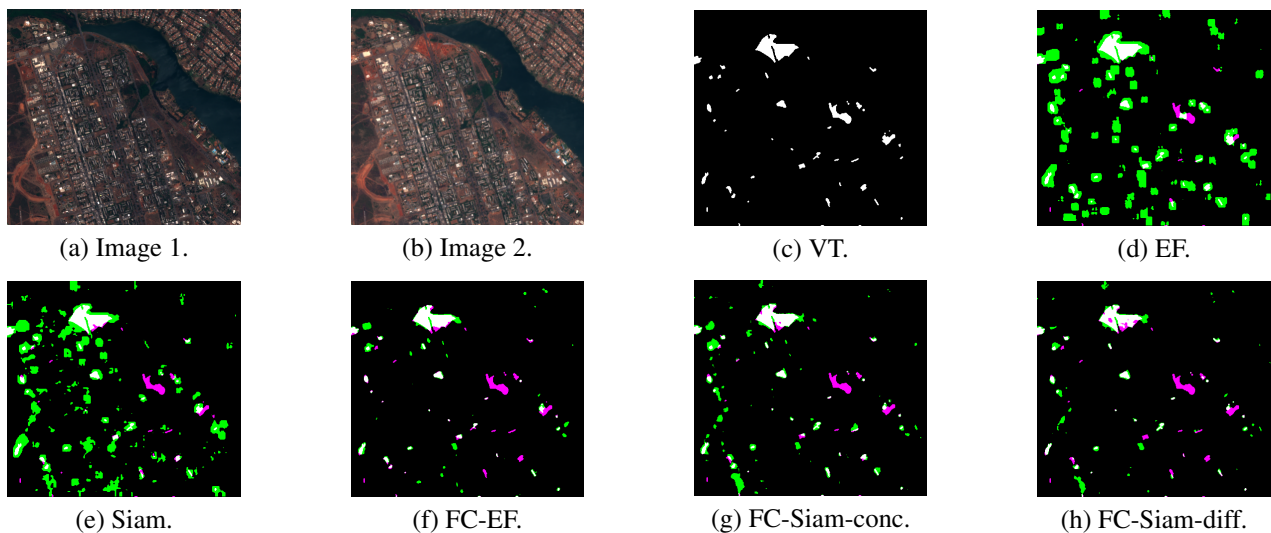 (a) Image 1.
(b) Image 2.
(c) VT.
(d) EF.
(e) Siam.
(f) FC-EF.
(g) FC-Siam-conc.
(h) FC-Siam-diff.